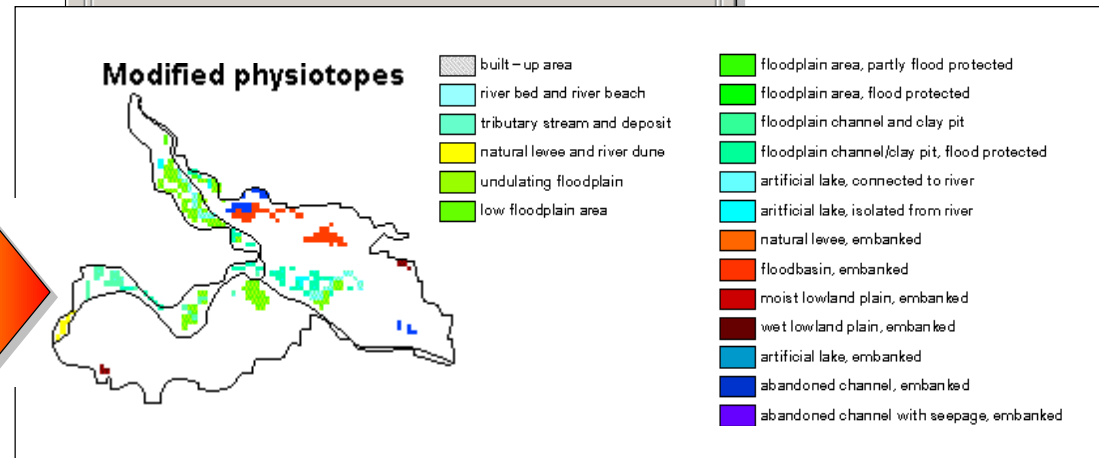 Modified physiotopes
built-up area
river bed and river beach
tributary stream and deposit
natural levee and river dune
undulating floodplain
low floodplain area
floodplain area, partly flood protected
floodplain area, flood protected
floodplain channel and clay pit
floodplain channel/clay pit, flood protected
artificial lake, connected to river
aritficial lake, isolated from river
natural levee, embanked
floodbasin, embanked
moist lowland plain, embanked
wet lowland plain, embanked
artificial lake, embanked
abandoned channel, embanked
abandoned channel with seepage, embanked